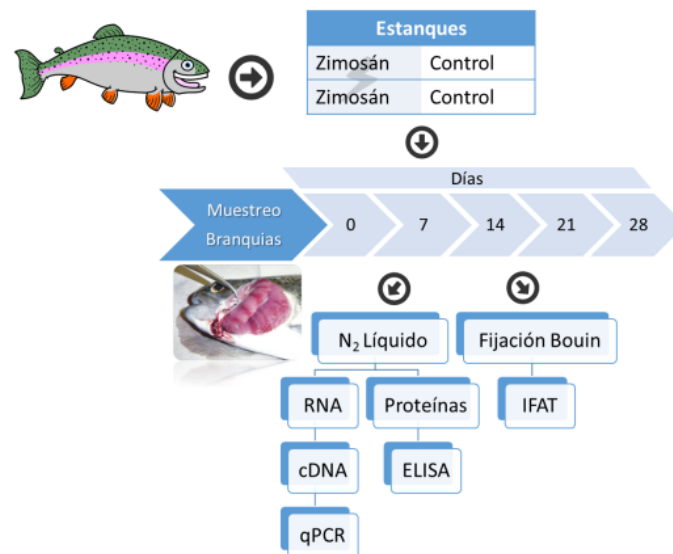 Estanques
Zimosán Control
Zimosán Control
Días
Muestreo
Branquias
0 7 14 21 28
N₂ Líquido Fijación Bouin
RNA Proteínas IFAT
cDNA ELISA
qPCR